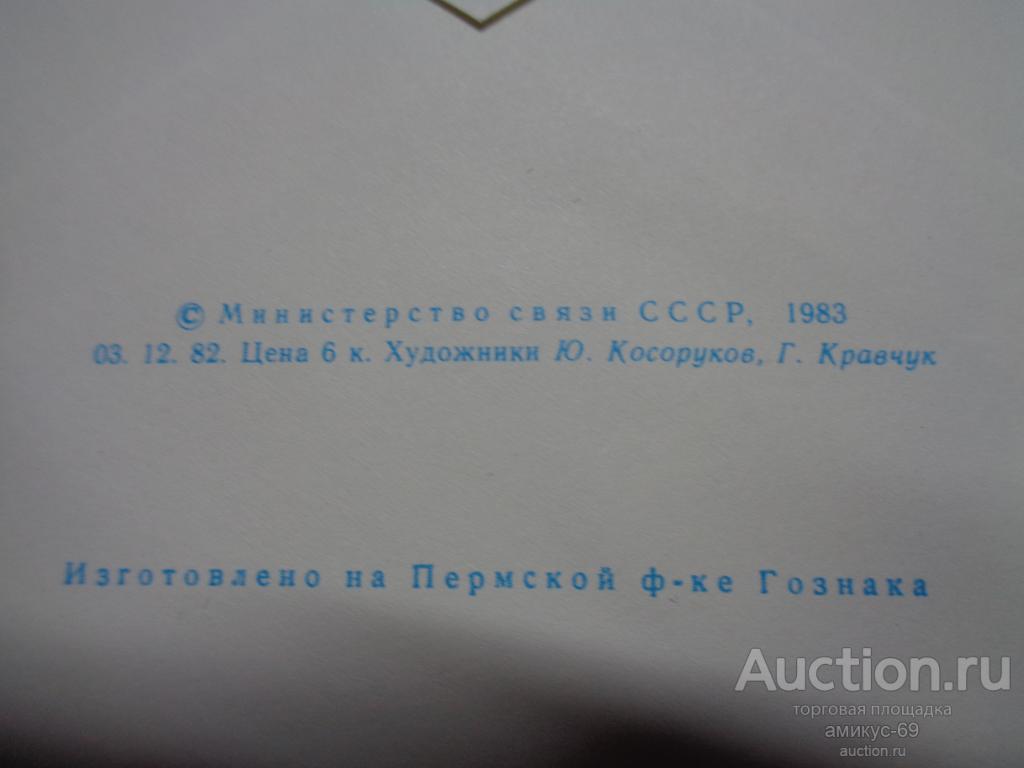 © Министерство связи СССР, 1983
03. 12. 82. Цена 6 к. Художники Ю. Косоруков, Г. Кравчук
Изготовлено на Пермской ф-ке Гознака
Auction.ru
торговая площадка
амикус-69
auction.ru